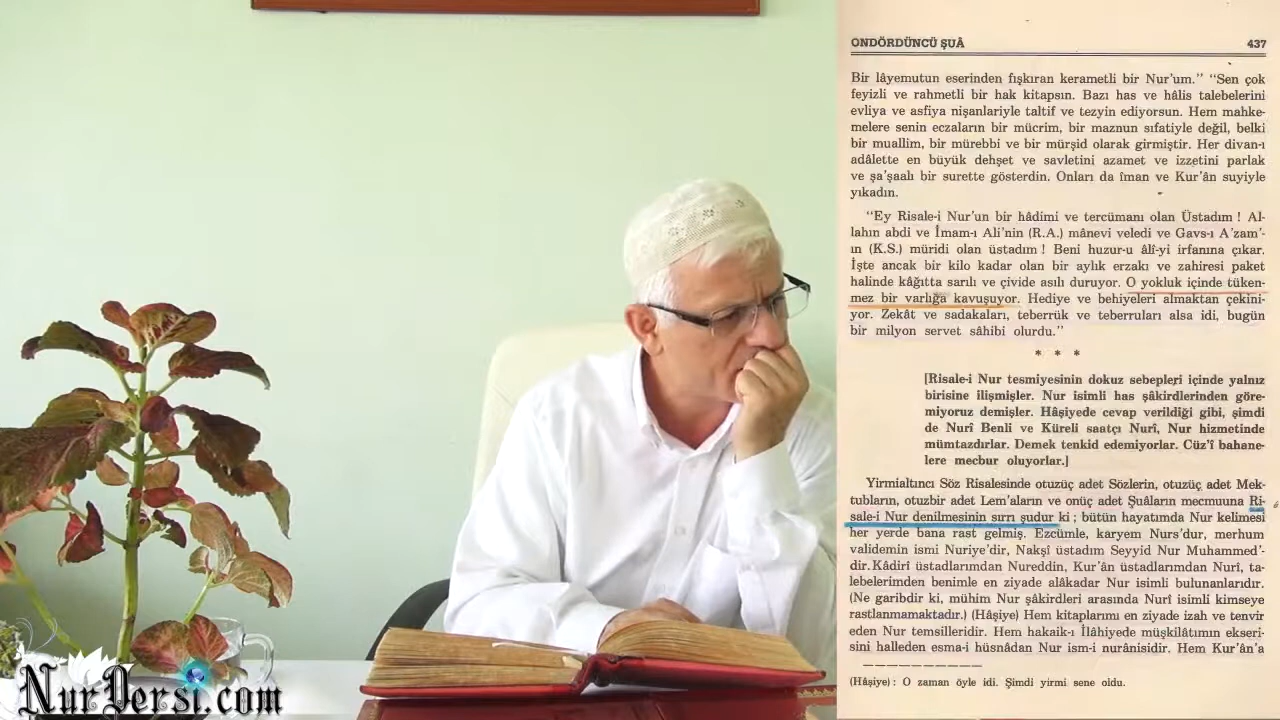 ONDÖRDÜNCÜ ŞUÂ 437
Bir lâyemutun eserinden fışkıran kerametli bir Nur'um." "Sen çok
feyizli ve rahmetli bir hak kitapsın. Bazı has ve hâlis talebelerini
evliya ve asfiya nişanlariyle taltif ve tezyin ediyorsun. Hem mahke-
melere senin eczaların bir mücrim, bir maznun sıfatiyle değil, belki
bir muallim, bir mürebbi ve bir mürşid olarak girmiştir. Her divan-ı
adâlette en büyük dehşet ve savletini azamet ve izzetini parlak
ve şa'şaalı bir surette gösterdin. Onları da îman ve Kur'ân suyiyle
yıkadın.
"Ey Risale-i Nur'un bir hâdimi ve tercümanı olan Üstadım! Al-
lahın abdi ve İmam-ı Ali'nin (R.A.) mânevi veledi ve Gavs-ı A'zam'-
ın (K.S.) müridi olan üstadım! Beni huzur-u âlî-yi irfanına çıkar.
İşte ancak bir kilo kadar olan bir aylık erzakı ve zahiresi paket
halinde kâğıtta sarılı ve çivide asılı duruyor. O yokluk içinde tüken-
mez bir varlığa kavuşuyor. Hediye ve behiyeleri almaktan çekini-
yor. Zekât ve sadakaları, teberrük ve teberruları alsa idi, bugün
bir milyon servet sâhibi olurdu."
* * *
[Risale-i Nur tesmiyesinin dokuz sebepleri içinde yalnız
birisine ilişmişler. Nur isimli has şâkirdlerinden göre-
miyoruz demişler. Hâşiyede cevap verildiği gibi, şimdi
de Nurî Benli ve Küreli saatçı Nurî, Nur hizmetinde
mümtazdırlar. Demek tenkid edemiyorlar. Cüz'î bahane-
lere mecbur oluyorlar.]
Yirmialtıncı Söz Risalesinde otuzüç adet Sözlerin, otuzüç adet Mek-
tubların, otuzbir adet Lem'aların ve onüç adet Şuâların mecmuuna Ri-
sale-i Nur denilmesinin sırrı şudur ki; bütün hayatımda Nur kelimesi
her yerde bana rast gelmiş. Ezcümle, karyem Nurs'dur, merhum
validemin ismi Nuriye'dir, Nakşî üstadım Seyyid Nur Muhammed'-
dir. Kâdirî üstadlarımdan Nureddin, Kur'ân üstadlarımdan Nurî, ta-
lebelerimden benimle en ziyade alâkadar Nur isimli bulunanlarıdır.
(Ne garibdir ki, mühim Nur şâkirdleri arasında Nurî isimli kimseye
rastlanmamaktadır.) (Hâşiye) Hem kitaplarımı en ziyade izah ve tenvir
eden Nur temsilleridir. Hem hakaik-ı İlâhiyede müşkilâtımın ekseri-
sini halleden esma-i hüsnâdan Nur ism-i nurânisidir. Hem Kur'ân'a
(Hâşiye) : O zaman öyle idi. Şimdi yirmi sene oldu.
NurDersi.com